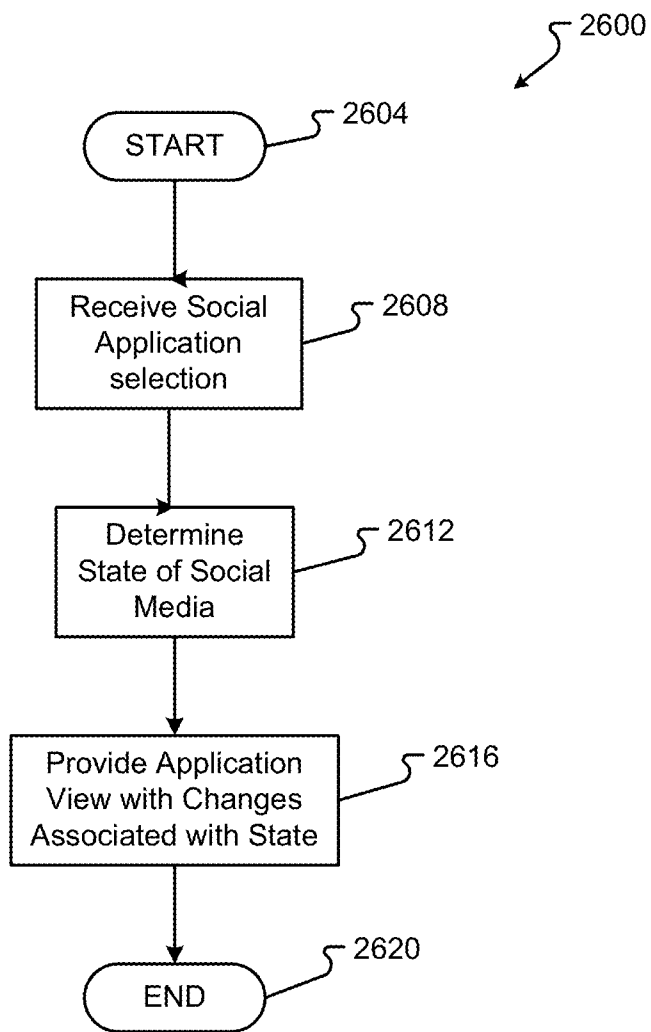 2600
START
2604
Receive Social
Application
selection
2608
Determine
State of Social
Media
2612
Provide Application
View with Changes
Associated with State
2616
END
2620